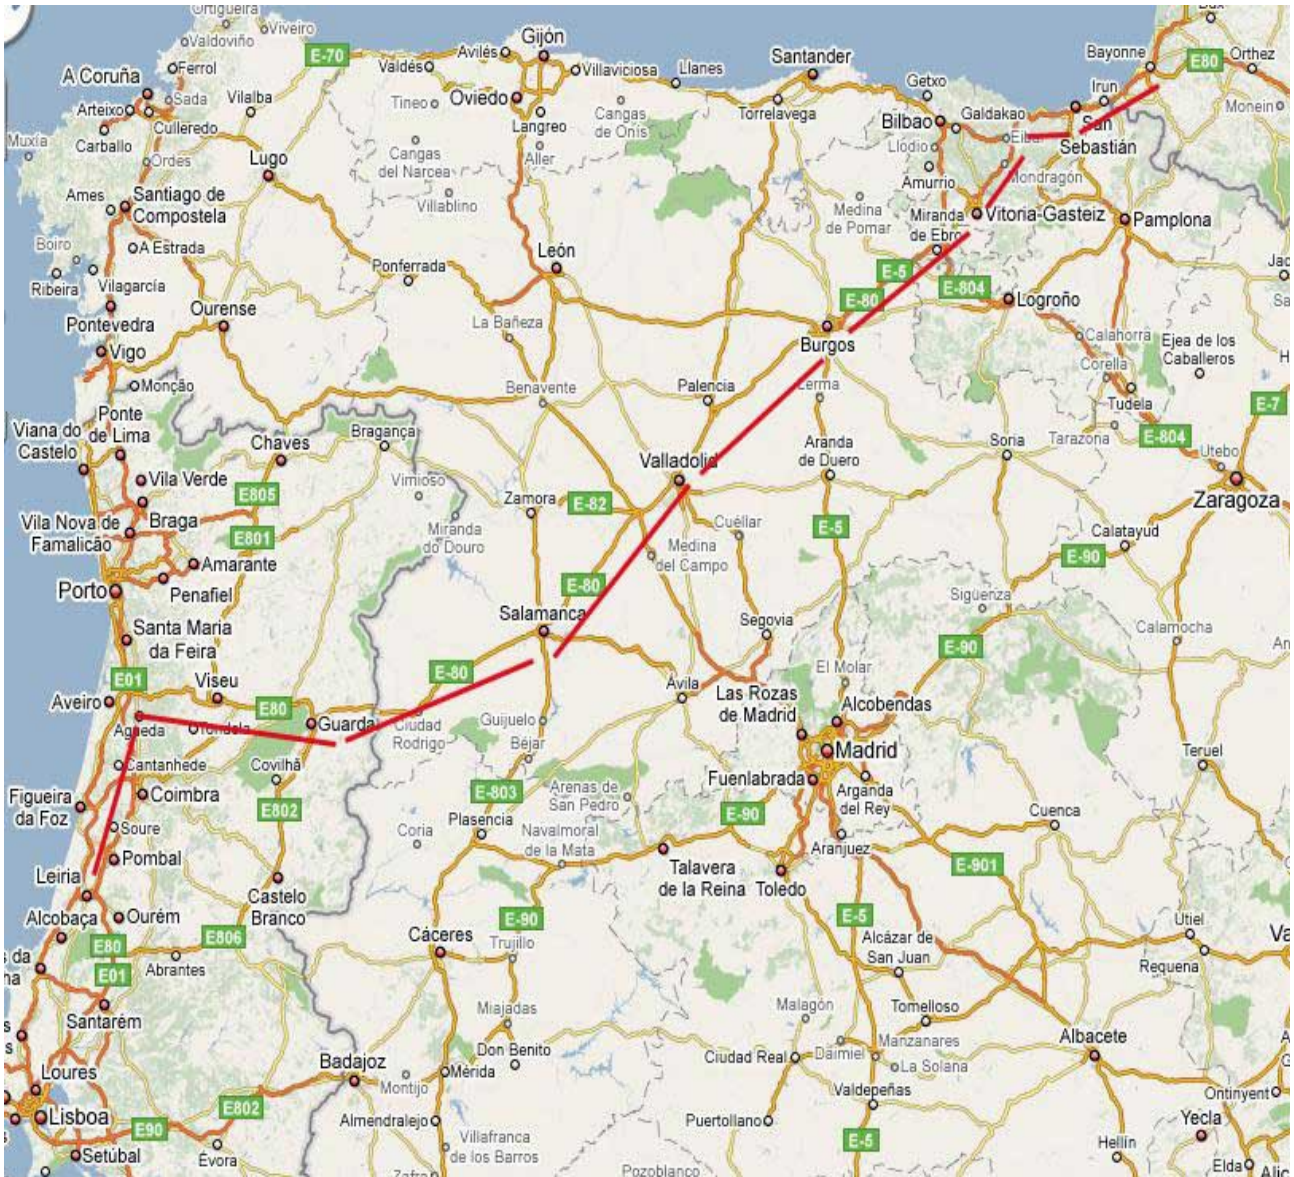 Ortigueira
Viveiro
Valdoviño
Ferrol
A Coruña
Sada
Arteixo
Culleredo
Carballo
Vilalba
Muxía
Ordes
Lugo
E-70
Valdés
Avilés
Gijón
Villaviciosa
Llanes
Oviedo
Tineo
Langreo
Cangas
de Onís
Aller
Cangas
del Narcea
Villablino
Santander
Torrelavega
Getxo
Bilbao
Galdakao
Llodio
Amurrio
Mondragón
Irun
San
Sebastián
Bayonne
E80
Orthez
Monein
Ames
Santiago de
Compostela
A Estrada
Boiro
Ribeira
Vilagarcía
Pontevedra
Vigo
Monção
Ourense
Ponferrada
León
La Bañeza
Benavente
Medina
de Pomar
Miranda
de Ebro
Vitoria-Gasteiz
Pamplona
E-5
E-80
E-804
Logroño
Calahorra
Corella
Ejea de los
Caballeros
Tudela
E-7
E-804
Tarazona
Utebo
Zaragoza
Burgos
Lerma
Palencia
Soria
Aranda
de Duero
Valladolid
Ponte
de Lima
Viana do
Castelo
Vila Verde
Braga
Vila Nova de
Famalicão
Chaves
Bragança
Vimioso
E805
E801
Miranda
do Douro
Zamora
E-82
Cuéllar
Medina
del Campo
E-5
Calatayud
E-90
Amarante
Penafiel
Porto
Santa Maria
da Feira
E-80
Salamanca
Segovia
Sigüenza
Calamocha
El Molar
E-90
E01
Aveiro
Viseu
E80
E-80
Guarda
Águeda
Tondela
Ciudad
Rodrigo
Guijuelo
Béjar
Ávila
Las Rozas
de Madrid
Alcobendas
Madrid
Fuenlabrada
Arganda
del Rey
Teruel
Cuenca
Cantanhede
Covilhã
Coimbra
Figueira
da Foz
E802
Soure
Pombal
Leiria
E-803
Plasencia
Coria
Arenas de
San Pedro
Navalmoral
de la Mata
E-90
Aranjuez
Talavera
de la Reina
Toledo
E-901
Castelo
Branco
Alcobaça
Ourém
E80
E806
E01
Abrantes
Santarém
Cáceres
E-90
Trujillo
E-5
Alcázar de
San Juan
Utiel
Requena
Miajadas
Malagón
Tomelloso
Don Benito
Ciudad Real
Daimiel
Manzanares
La Solana
Albacete
Badajoz
Montijo
Mérida
Valdepeñas
Loures
Lisboa
E802
E90
Setúbal
Évora
Almendralejo
Puertollano
Villafranca
de los Barros
Pozoblanco
E-5
Hellín
Ontinyent
Yecla
Elda